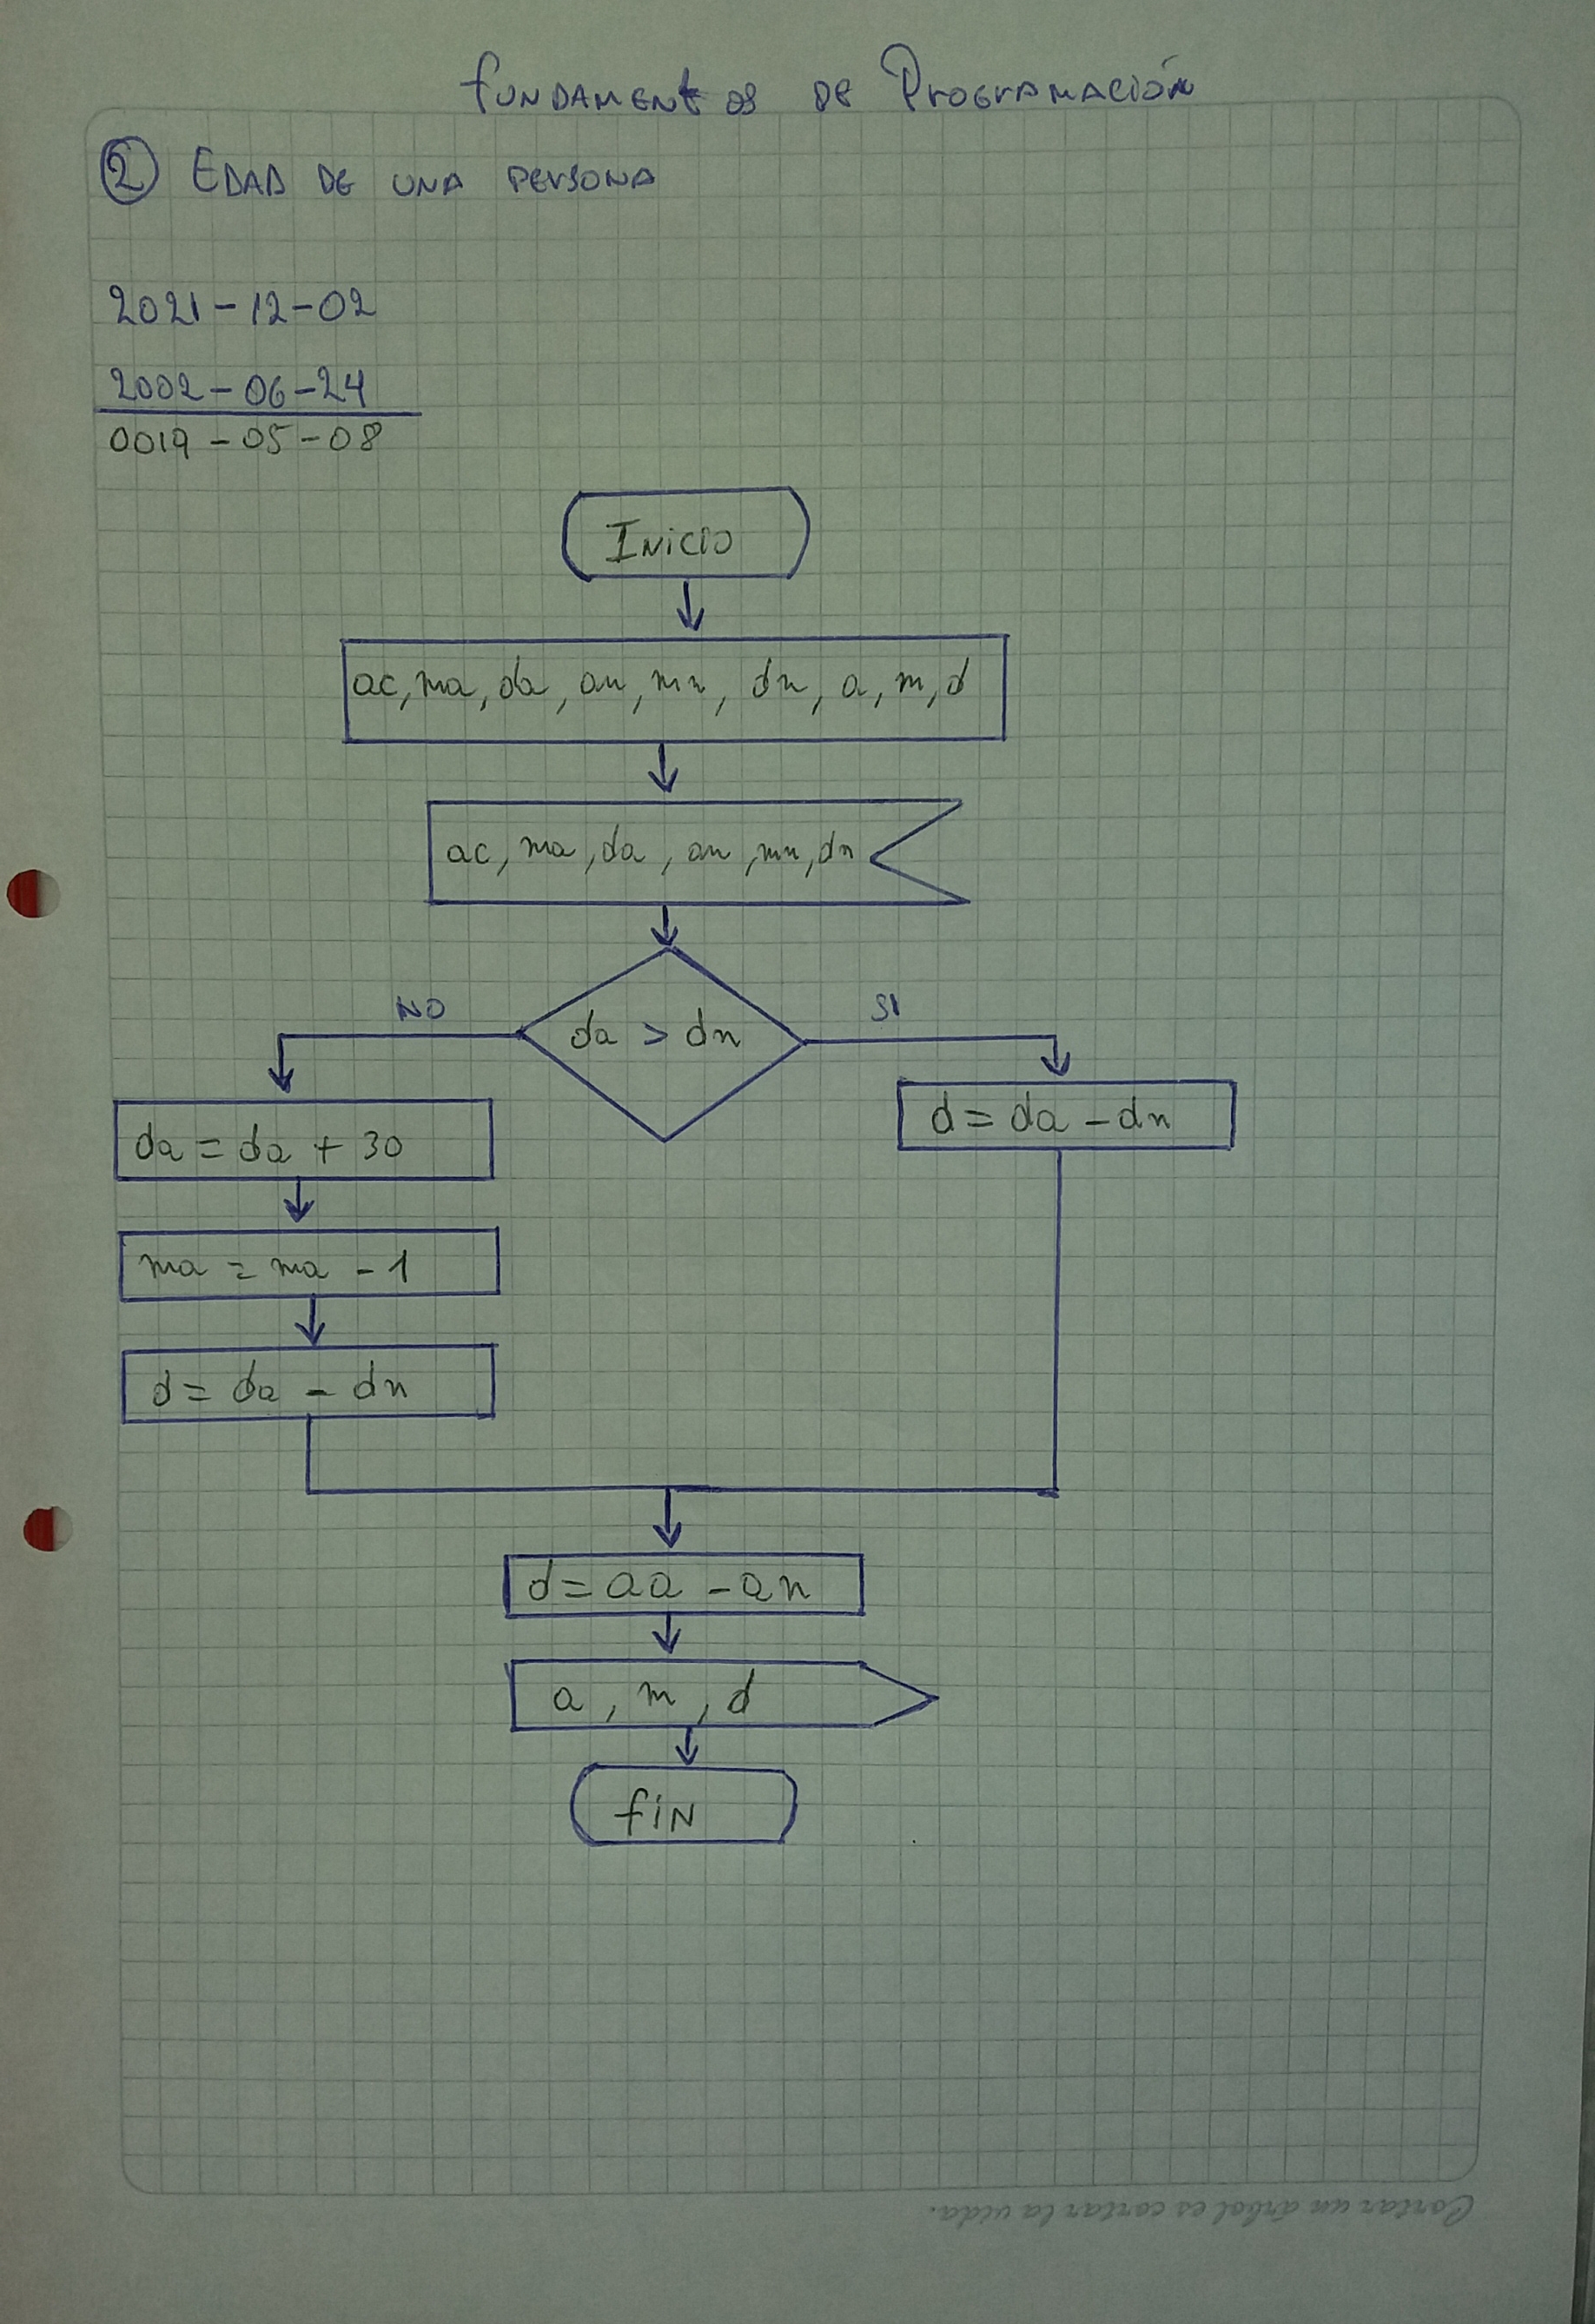 Fundamentos de Programación
② Edad de una persona
2021-12-02
2002-06-24
0019-05-08
Inicio
ac, ma, da, an, mn, dn, a, m, d
ac, ma, da, an, mn, dn
NO
da > dn
SI
da = da + 30
d = da - dn
ma = ma - 1
d = da - dn
d = aa - an
a, m, d
fin
Cortar un árbol es cortar la vida.